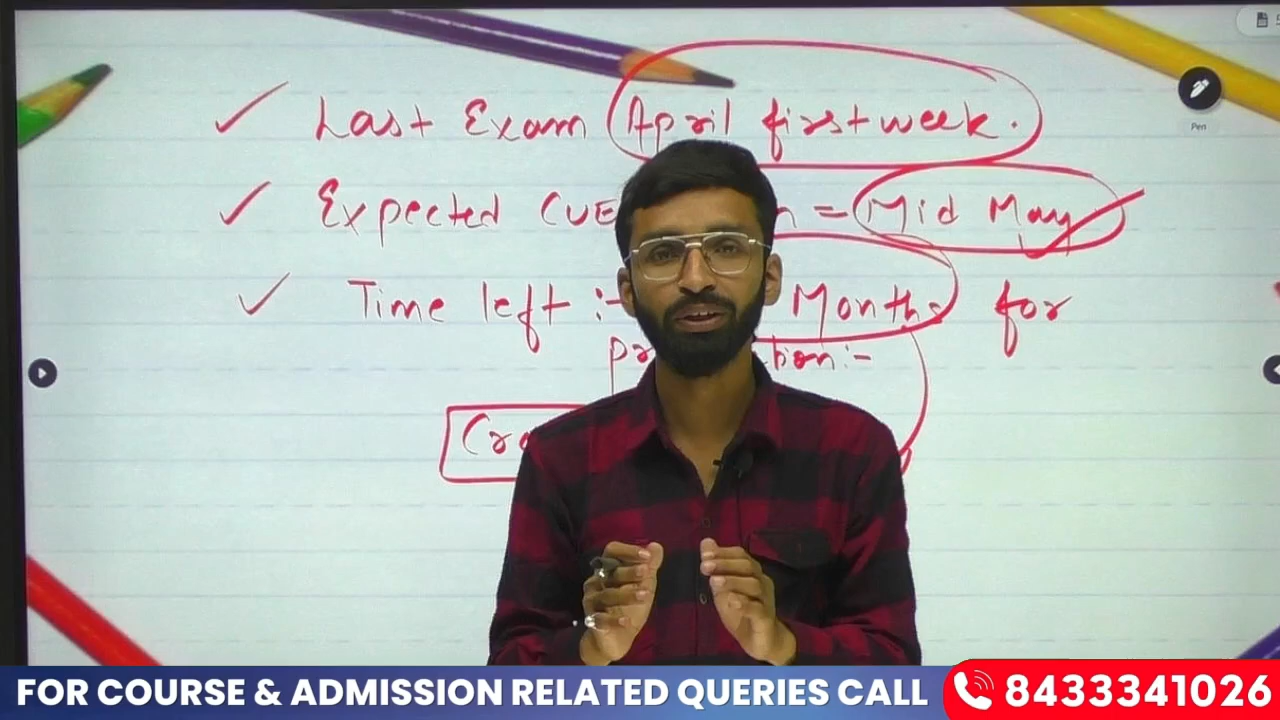 Last Exam April first week.
Expected CUE = Mid May
Time left :- Months for
:-
Pen
FOR COURSE & ADMISSION RELATED QUERIES CALL 8433341026